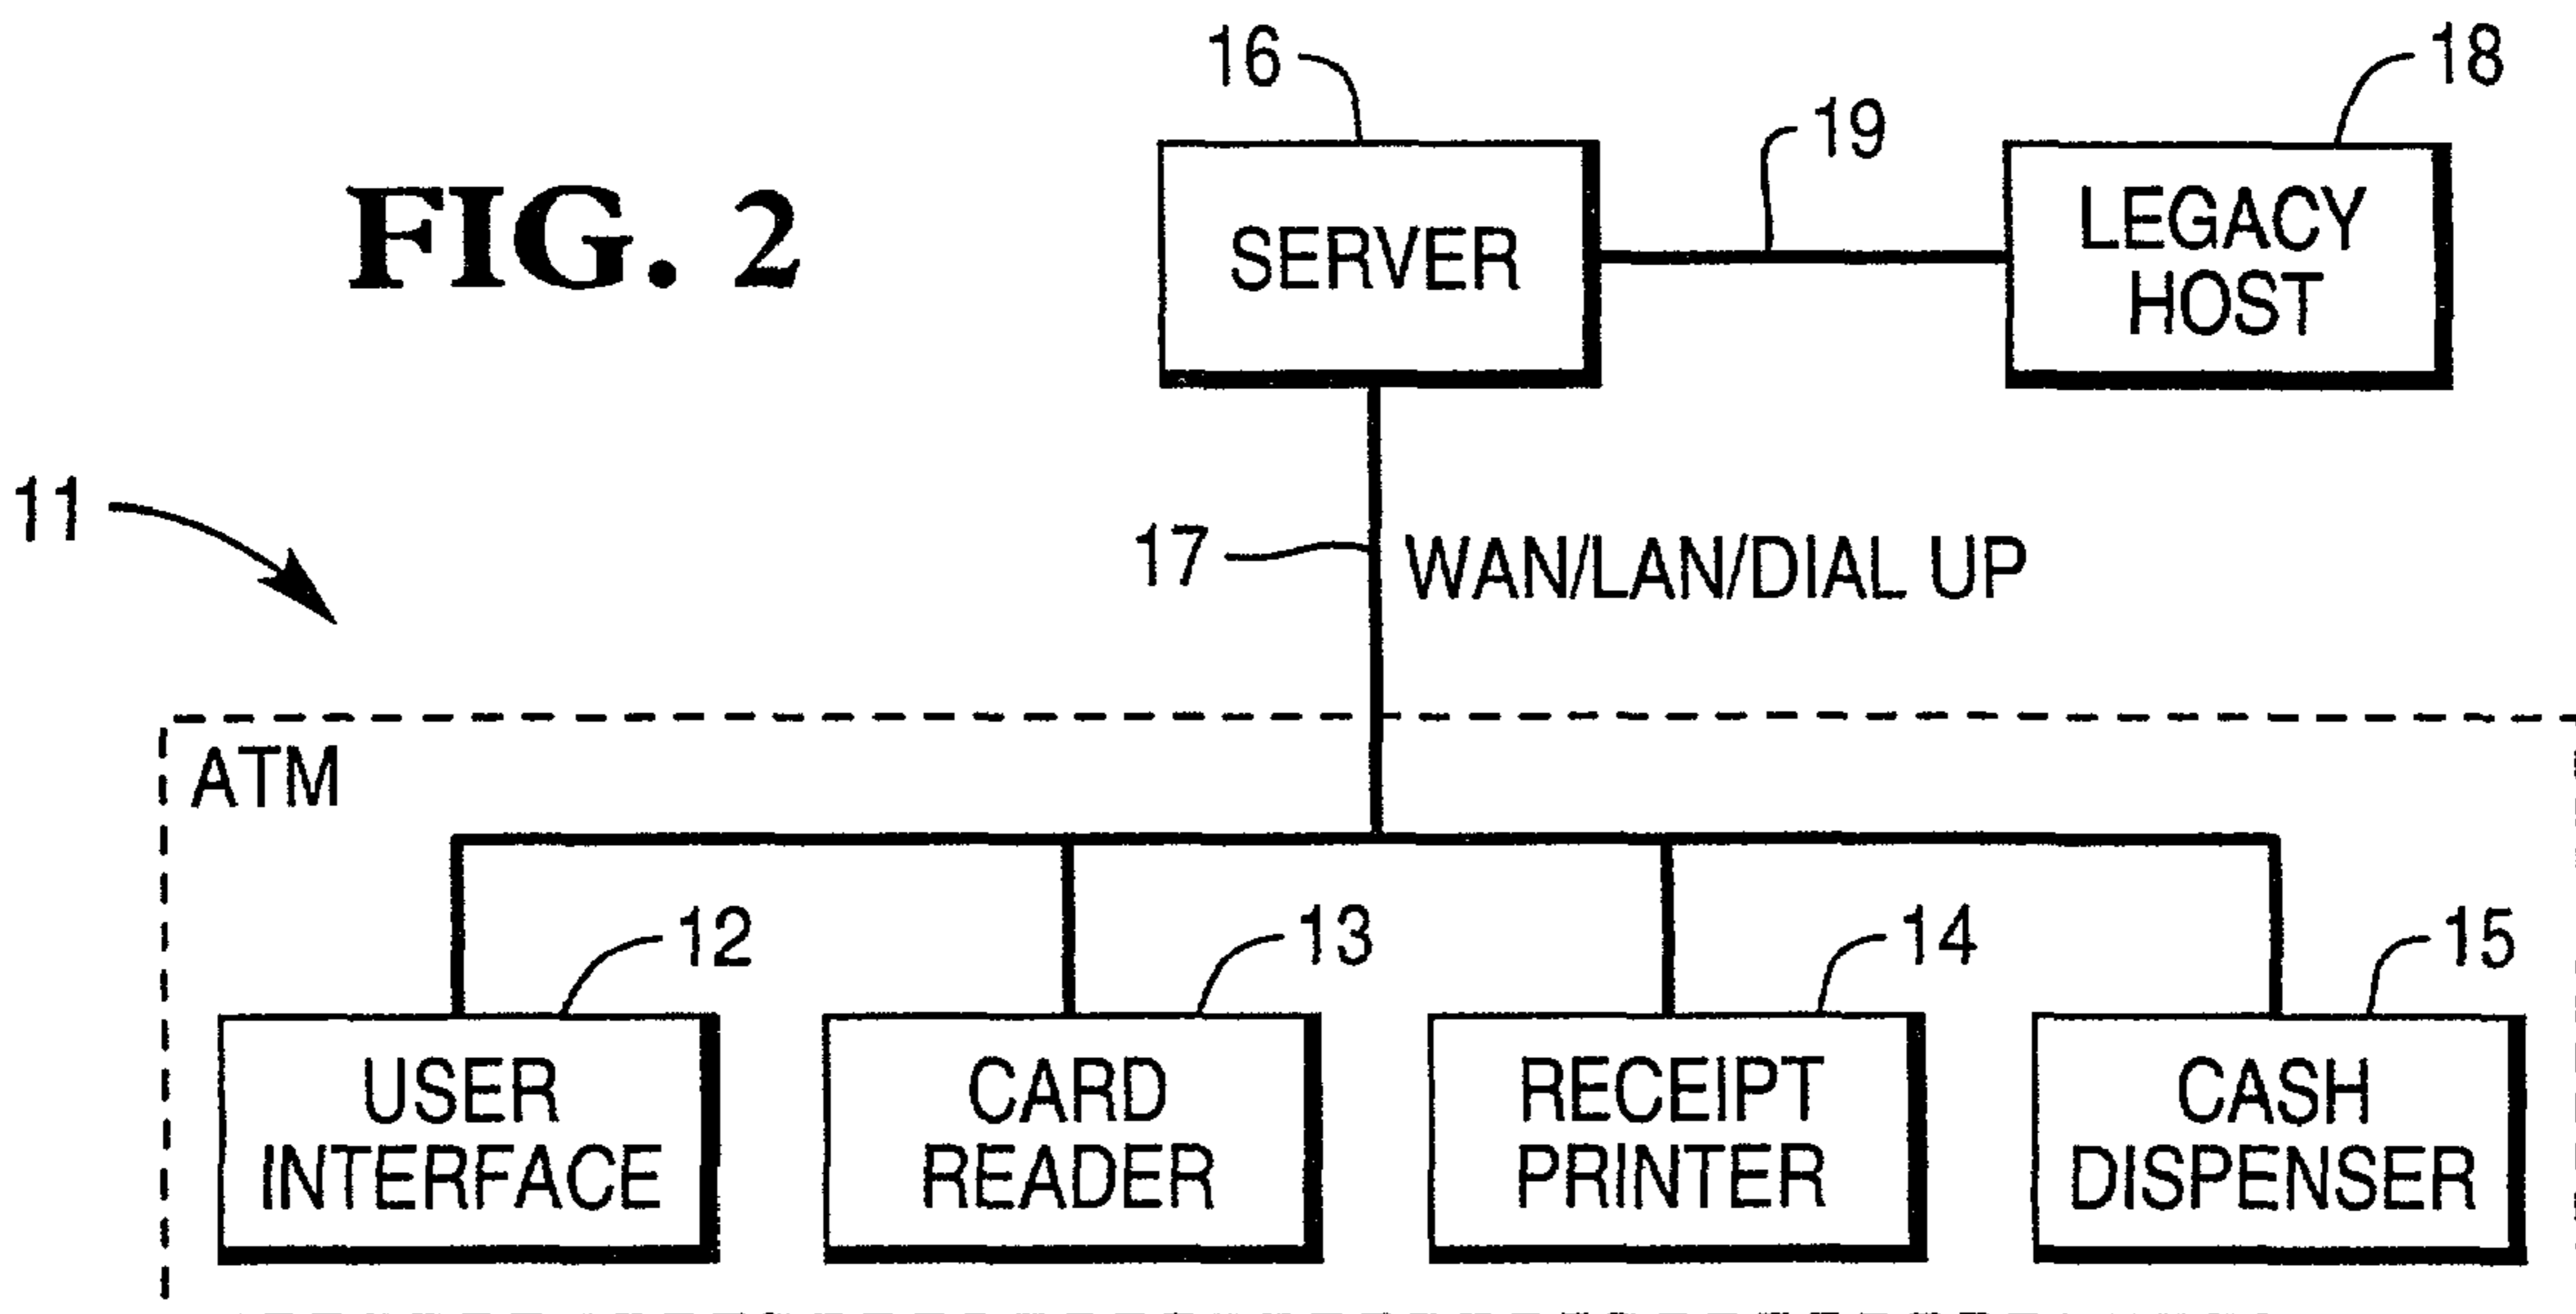 16
18
19
FIG. 2
SERVER
LEGACY
HOST
11
17
WAN/LAN/DIAL UP
ATM
12
13
14
15
USER
INTERFACE
CARD
READER
RECEIPT
PRINTER
CASH
DISPENSER